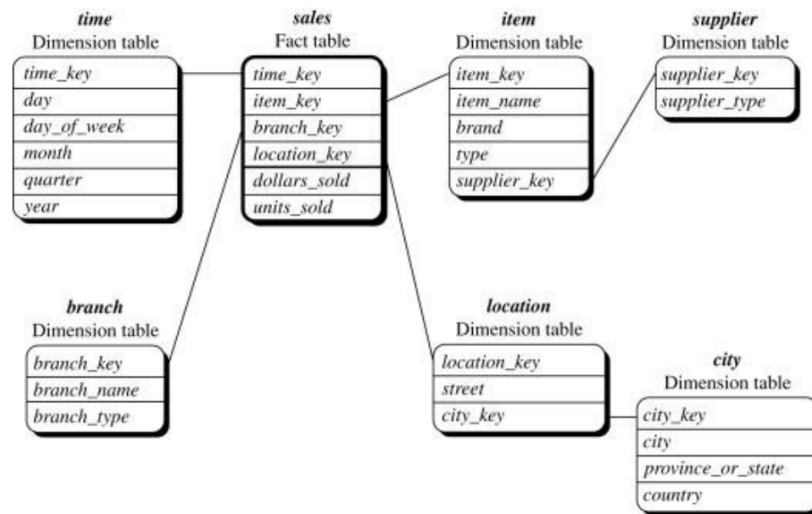 time
Dimension table
time_key
day
day_of_week
month
quarter
year
sales
Fact table
time_key
item_key
branch_key
location_key
dollars_sold
units_sold
item
Dimension table
item_key
item_name
brand
type
supplier_key
supplier
Dimension table
supplier_key
supplier_type
branch
Dimension table
branch_key
branch_name
branch_type
location
Dimension table
location_key
street
city_key
city
Dimension table
city_key
city
province_or_state
country